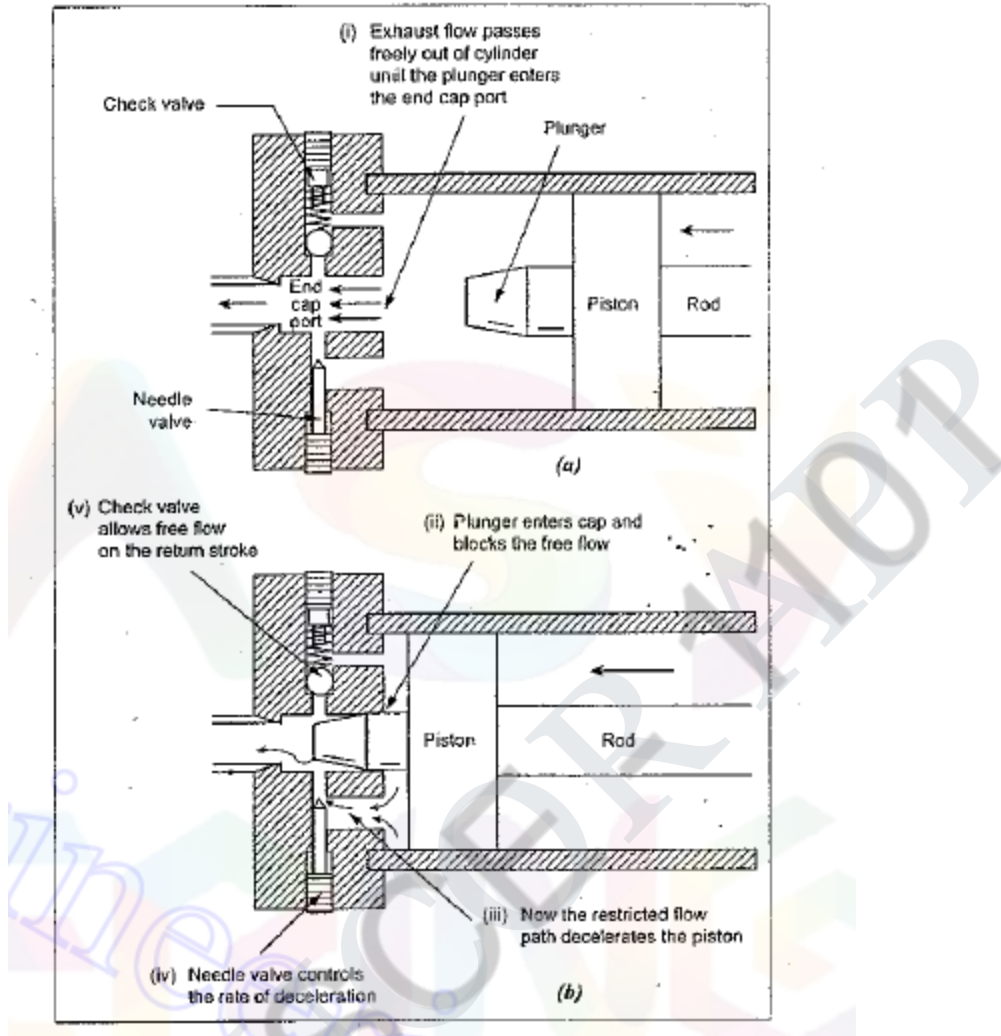 (i) Exhaust flow passes
freely out of cylinder
until the plunger enters
the end cap port
Check valve
Plunger
End
cap
port
Piston
Rod
Needle
valve
(a)
(v) Check valve
allows free flow
on the return stroke
(ii) Plunger enters cap and
blocks the free flow
Piston
Rod
(iii) Now the restricted flow
path decelerates the piston
(iv) Needle valve controls
the rate of deceleration
(b)